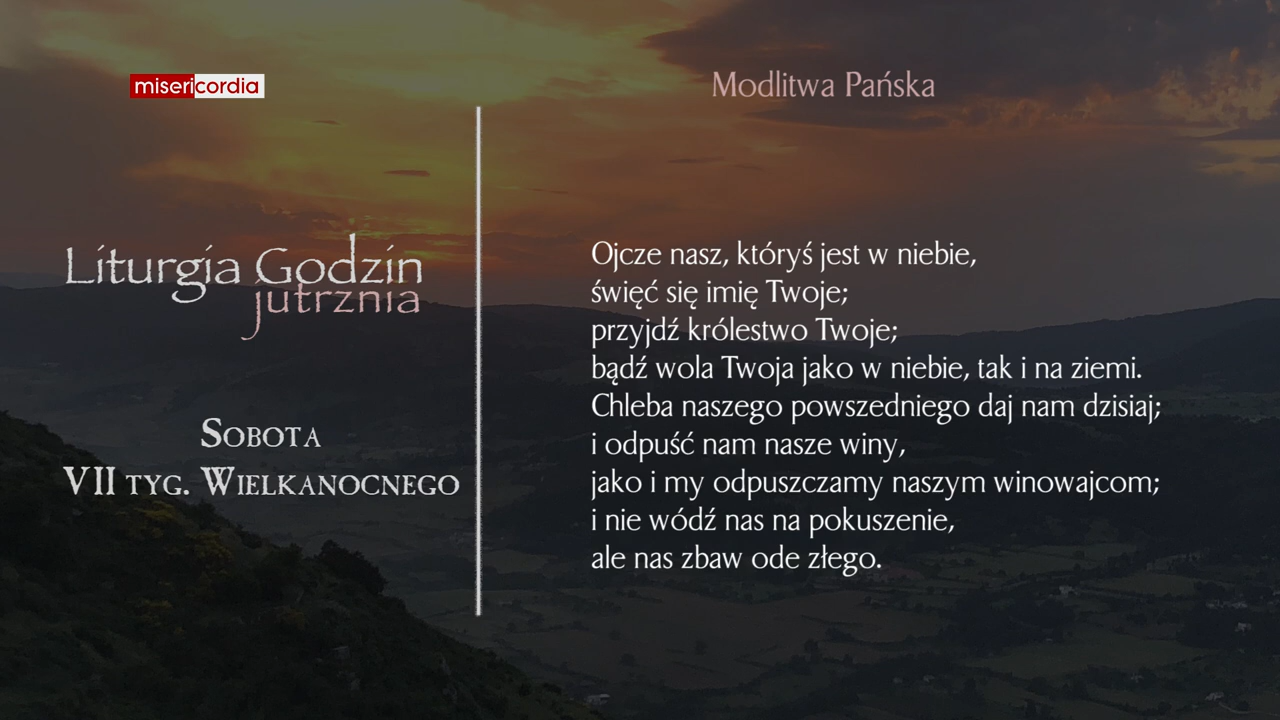 misericordia
Liturgia Godzin
jutrznia
Sobota
VII tyg. Wielkanocnego
Modlitwa Pańska
Ojcze nasz, któryś jest w niebie,
święć się imię Twoje;
przyjdź królestwo Twoje;
bądź wola Twoja jako w niebie, tak i na ziemi.
Chleba naszego powszedniego daj nam dzisiaj;
i odpuść nam nasze winy,
jako i my odpuszczamy naszym winowajcom;
i nie wódź nas na pokuszenie,
ale nas zbaw ode złego.